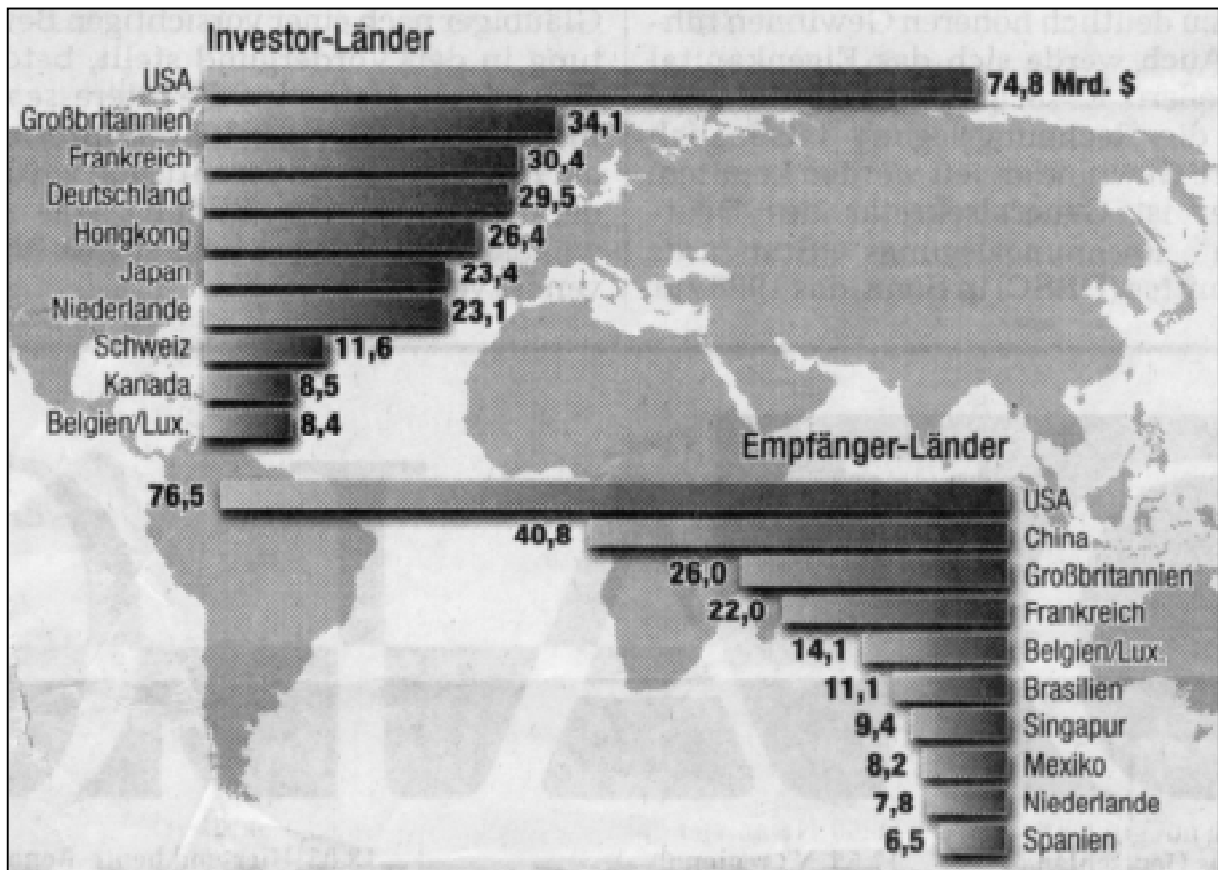 Investor-Länder
USA 74,8 Mrd. $
Großbritannien 34,1
Frankreich 30,4
Deutschland 29,5
Hongkong 26,4
Japan 23,4
Niederlande 23,1
Schweiz 11,6
Kanada 8,5
Belgien/Lux. 8,4
Empfänger-Länder
76,5 USA
40,8 China
26,0 Großbritannien
22,0 Frankreich
14,1 Belgien/Lux.
11,1 Brasilien
9,4 Singapur
8,2 Mexiko
7,8 Niederlande
6,5 Spanien